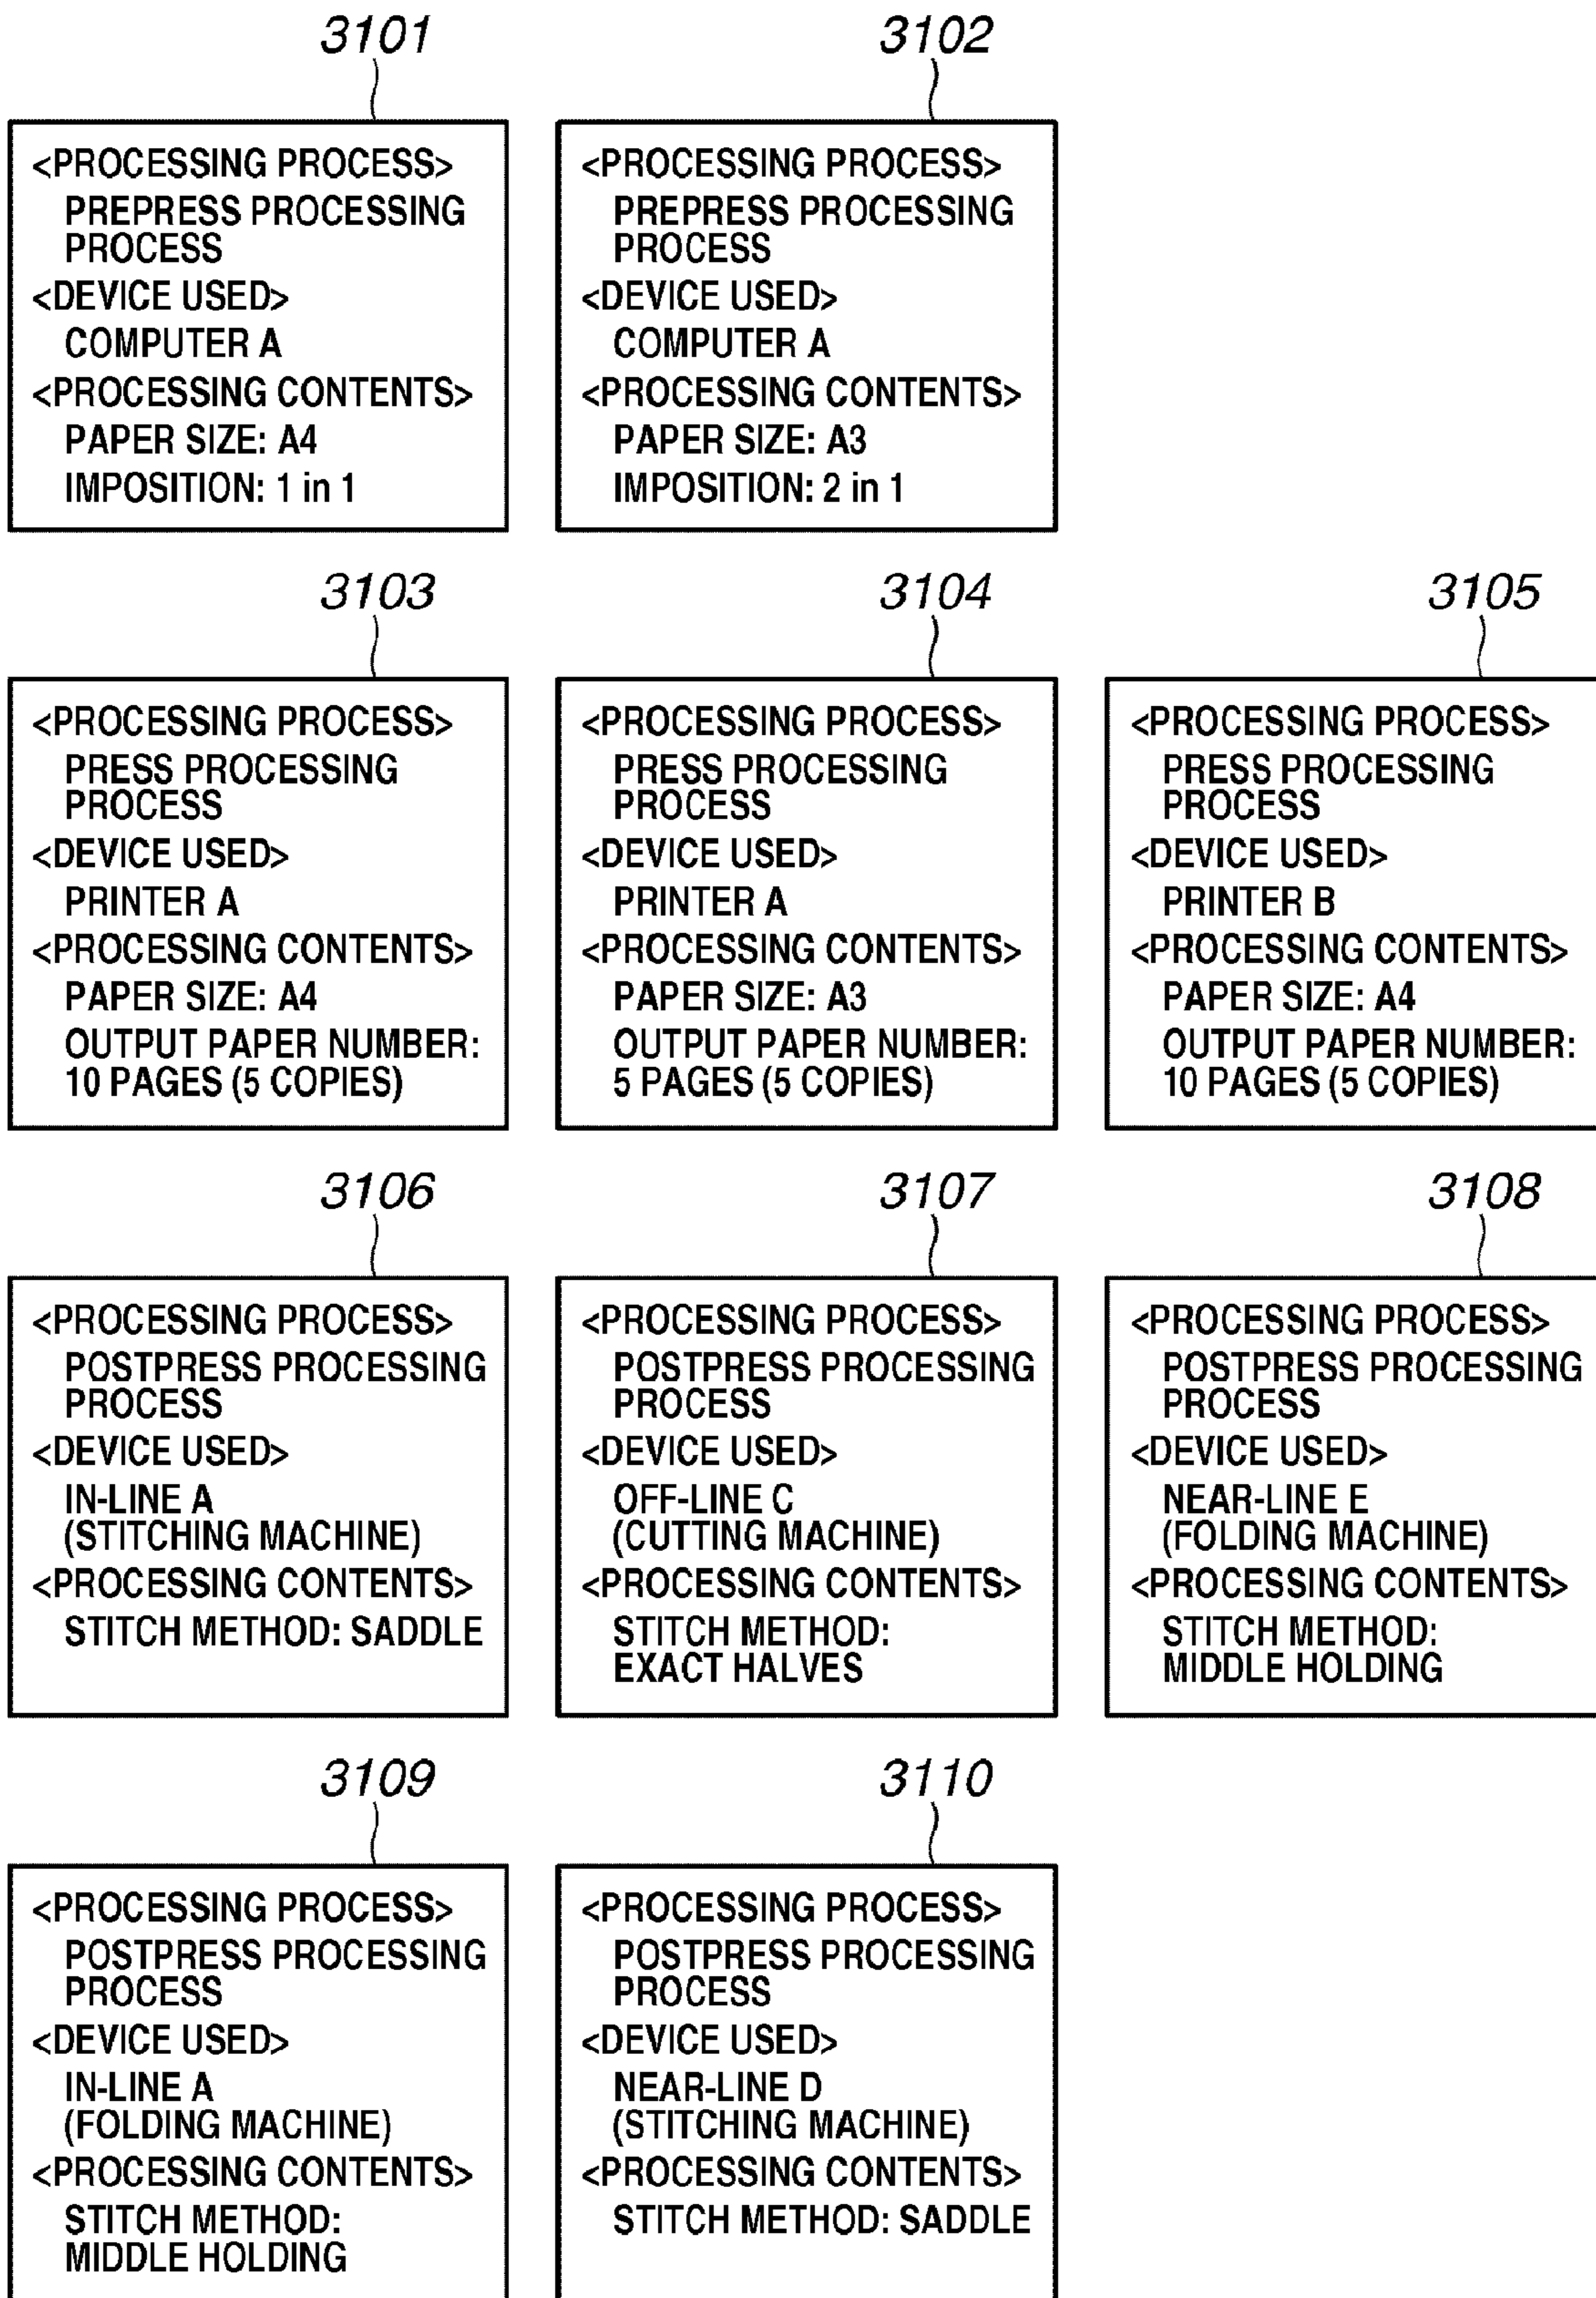 3101
3102
<PROCESSING PROCESS>
PREPRESS PROCESSING
PROCESS
<DEVICE USED>
COMPUTER A
<PROCESSING CONTENTS>
PAPER SIZE: A4
IMPOSITION: 1 in 1
<PROCESSING PROCESS>
PREPRESS PROCESSING
PROCESS
<DEVICE USED>
COMPUTER A
<PROCESSING CONTENTS>
PAPER SIZE: A3
IMPOSITION: 2 in 1
3103
3104
3105
<PROCESSING PROCESS>
PRESS PROCESSING
PROCESS
<DEVICE USED>
PRINTER A
<PROCESSING CONTENTS>
PAPER SIZE: A4
OUTPUT PAPER NUMBER:
10 PAGES (5 COPIES)
<PROCESSING PROCESS>
PRESS PROCESSING
PROCESS
<DEVICE USED>
PRINTER A
<PROCESSING CONTENTS>
PAPER SIZE: A3
OUTPUT PAPER NUMBER:
5 PAGES (5 COPIES)
<PROCESSING PROCESS>
PRESS PROCESSING
PROCESS
<DEVICE USED>
PRINTER B
<PROCESSING CONTENTS>
PAPER SIZE: A4
OUTPUT PAPER NUMBER:
10 PAGES (5 COPIES)
3106
3107
3108
<PROCESSING PROCESS>
POSTPRESS PROCESSING
PROCESS
<DEVICE USED>
IN-LINE A
(STITCHING MACHINE)
<PROCESSING CONTENTS>
STITCH METHOD: SADDLE
<PROCESSING PROCESS>
POSTPRESS PROCESSING
PROCESS
<DEVICE USED>
OFF-LINE C
(CUTTING MACHINE)
<PROCESSING CONTENTS>
STITCH METHOD:
EXACT HALVES
<PROCESSING PROCESS>
POSTPRESS PROCESSING
PROCESS
<DEVICE USED>
NEAR-LINE E
(FOLDING MACHINE)
<PROCESSING CONTENTS>
STITCH METHOD:
MIDDLE HOLDING
3109
3110
<PROCESSING PROCESS>
POSTPRESS PROCESSING
PROCESS
<DEVICE USED>
IN-LINE A
(FOLDING MACHINE)
<PROCESSING CONTENTS>
STITCH METHOD:
MIDDLE HOLDING
<PROCESSING PROCESS>
POSTPRESS PROCESSING
PROCESS
<DEVICE USED>
NEAR-LINE D
(STITCHING MACHINE)
<PROCESSING CONTENTS>
STITCH METHOD: SADDLE